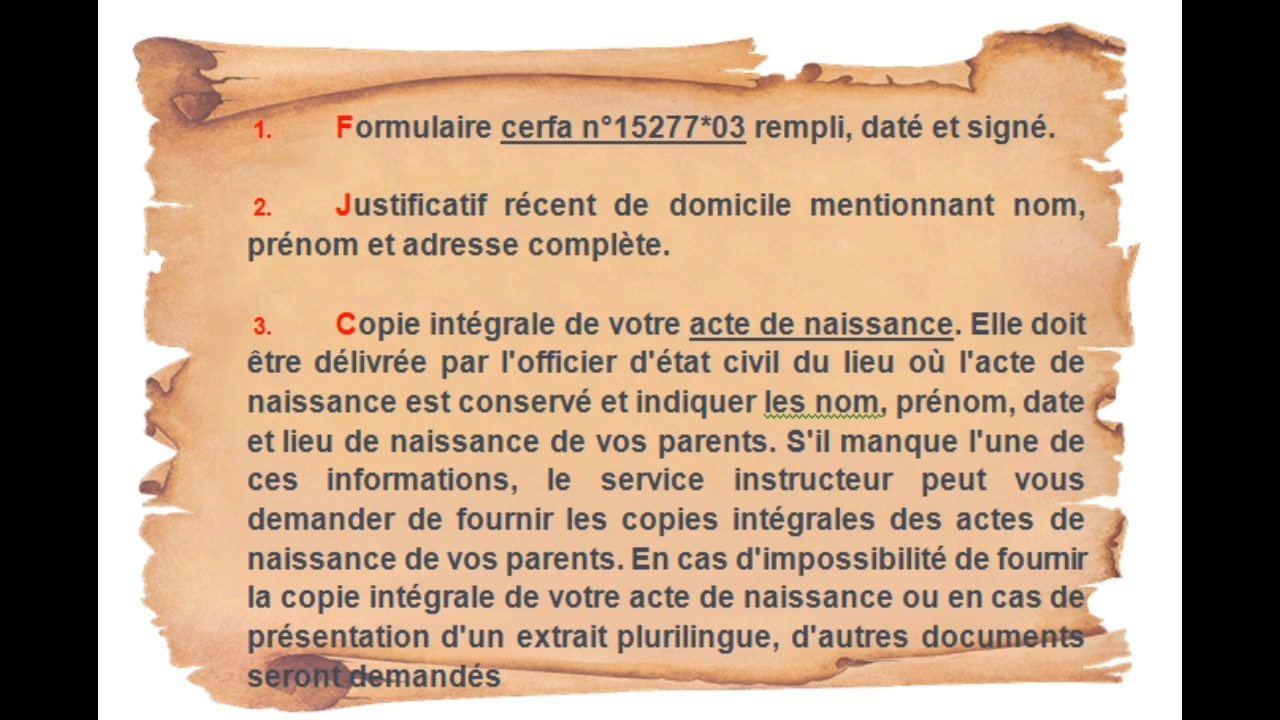 1. Formulaire cerfa n°15277*03 rempli, daté et signé.
2. Justificatif récent de domicile mentionnant nom,
prénom et adresse complète.
3. Copie intégrale de votre acte de naissance. Elle doit
être délivrée par l'officier d'état civil du lieu où l'acte de
naissance est conservé et indiquer les nom, prénom, date
et lieu de naissance de vos parents. S'il manque l'une de
ces informations, le service instructeur peut vous
demander de fournir les copies intégrales des actes de
naissance de vos parents. En cas d'impossibilité de fournir
la copie intégrale de votre acte de naissance ou en cas de
présentation d'un extrait plurilingue, d'autres documents
seront demandés